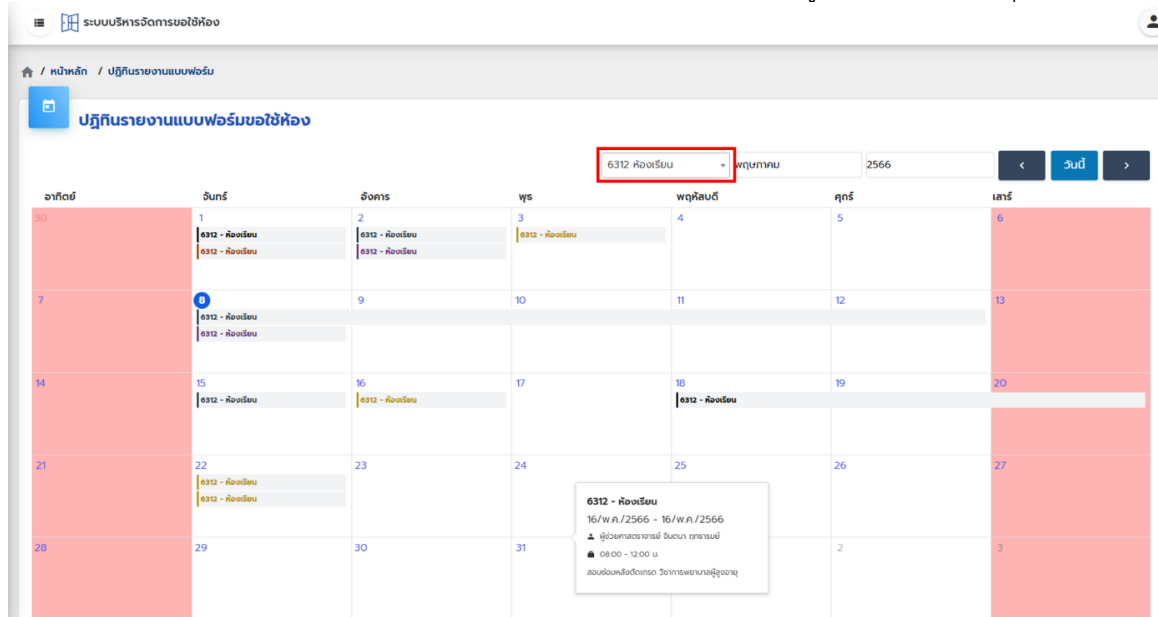 ระบบบริหารจัดการขอใช้ห้อง
/ หน้าหลัก / ปฏิทินรายงานแบบฟอร์ม
ปฏิทินรายงานแบบฟอร์มขอใช้ห้อง
6312 ห้องเรียน พฤษภาคม 2566 < วันนี้ >
อาทิตย์ จันทร์ อังคาร พุธ พฤหัสบดี ศุกร์ เสาร์
30 1 2 3 4 5 6
6312 - ห้องเรียน 6312 - ห้องเรียน 6312 - ห้องเรียน
6312 - ห้องเรียน 6312 - ห้องเรียน
7 8 9 10 11 12 13
6312 - ห้องเรียน
6312 - ห้องเรียน
14 15 16 17 18 19 20
6312 - ห้องเรียน 6312 - ห้องเรียน 6312 - ห้องเรียน
21 22 23 24 25 26 27
6312 - ห้องเรียน
6312 - ห้องเรียน
28 29 30 31 2 3
6312 - ห้องเรียน
16/พ.ค./2566 - 16/พ.ค./2566
ผู้ช่วยศาสตราจารย์ จินตนา ฤทธารมย์
08:00 - 12:00 น.
สอบซ่อมหลังตัดเกรด วิชาการพยาบาลผู้สูงอายุ